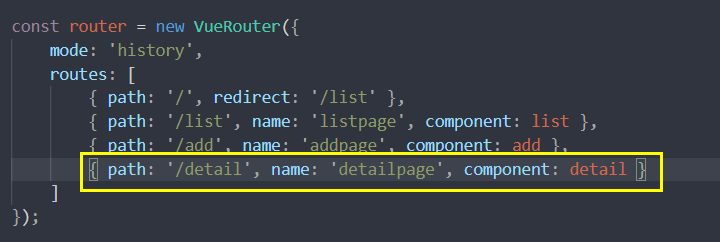 const router = new VueRouter({
mode: 'history',
routes: [
{ path: '/', redirect: '/list' },
{ path: '/list', name: 'listpage', component: list },
{ path: '/add', name: 'addpage', component: add },
{ path: '/detail', name: 'detailpage', component: detail }
]
});